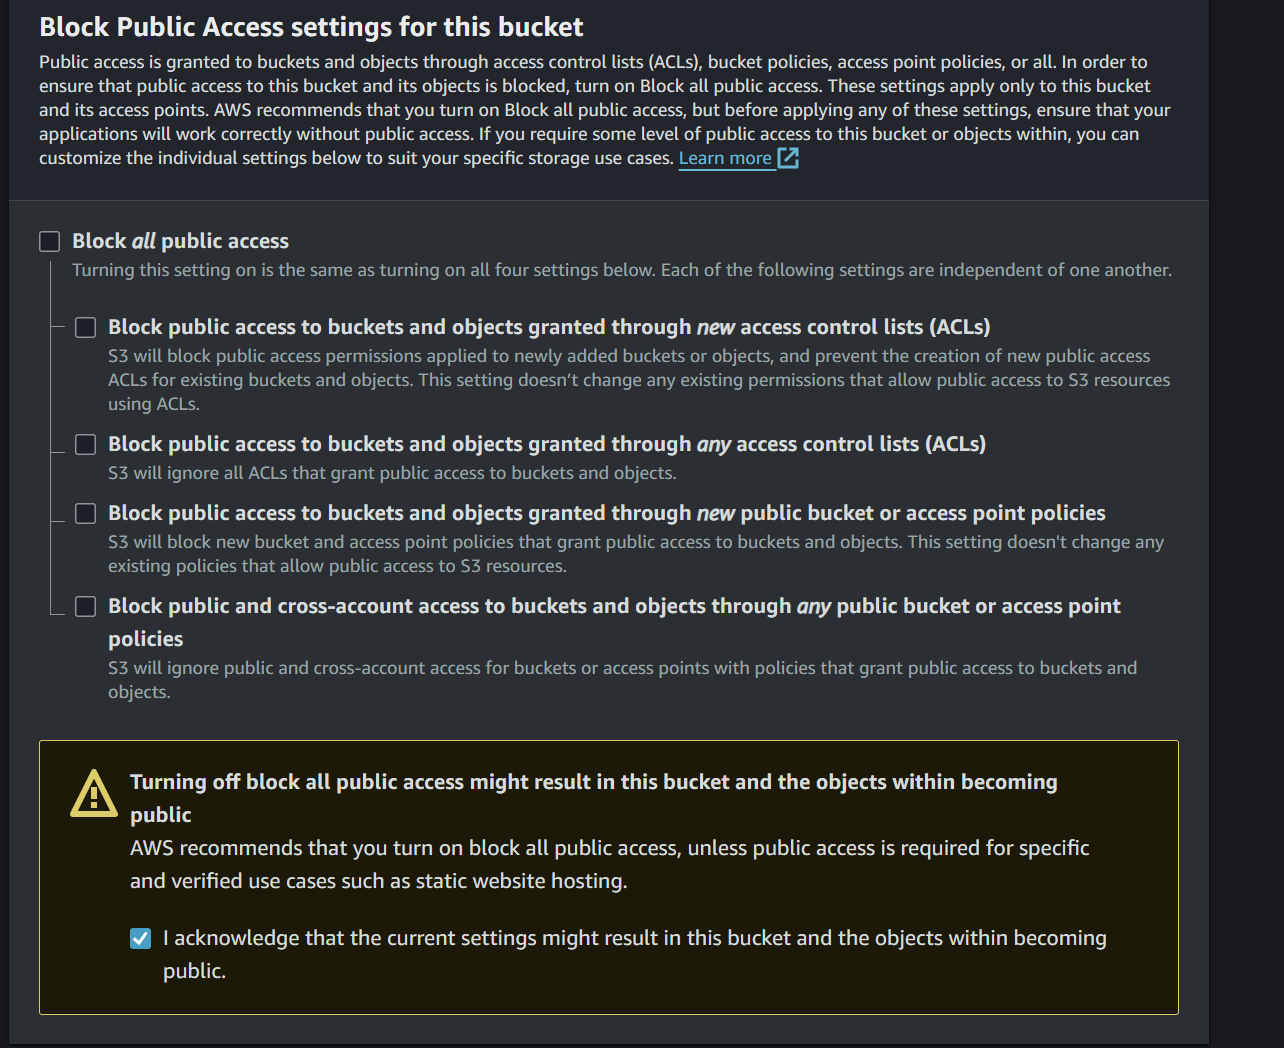 Block Public Access settings for this bucket
Public access is granted to buckets and objects through access control lists (ACLs), bucket policies, access point policies, or all. In order to
ensure that public access to this bucket and its objects is blocked, turn on Block all public access. These settings apply only to this bucket
and its access points. AWS recommends that you turn on Block all public access, but before applying any of these settings, ensure that your
applications will work correctly without public access. If you require some level of public access to this bucket or objects within, you can
customize the individual settings below to suit your specific storage use cases. Learn more
Block all public access
Turning this setting on is the same as turning on all four settings below. Each of the following settings are independent of one another.
Block public access to buckets and objects granted through new access control lists (ACLs)
S3 will block public access permissions applied to newly added buckets or objects, and prevent the creation of new public access
ACLs for existing buckets and objects. This setting doesn’t change any existing permissions that allow public access to S3 resources
using ACLs.
Block public access to buckets and objects granted through any access control lists (ACLs)
S3 will ignore all ACLs that grant public access to buckets and objects.
Block public access to buckets and objects granted through new public bucket or access point policies
S3 will block new bucket and access point policies that grant public access to buckets and objects. This setting doesn't change any
existing policies that allow public access to S3 resources.
Block public and cross-account access to buckets and objects through any public bucket or access point
policies
S3 will ignore public and cross-account access for buckets or access points with policies that grant public access to buckets and
objects.
Turning off block all public access might result in this bucket and the objects within becoming
public
AWS recommends that you turn on block all public access, unless public access is required for specific
and verified use cases such as static website hosting.
I acknowledge that the current settings might result in this bucket and the objects within becoming
public.